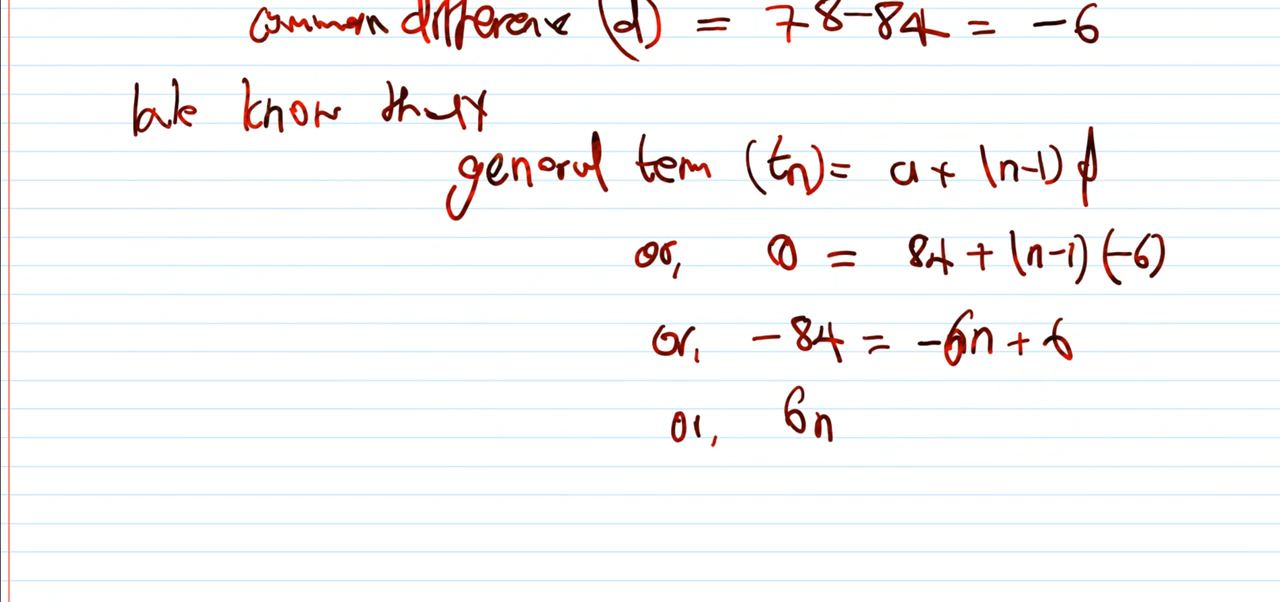 common difference (d) = 78-84 = -6
We know that
general term (tn) = a + (n-1) d
or, 0 = 84 + (n-1) (-6)
or, -84 = -6n + 6
or, 6n